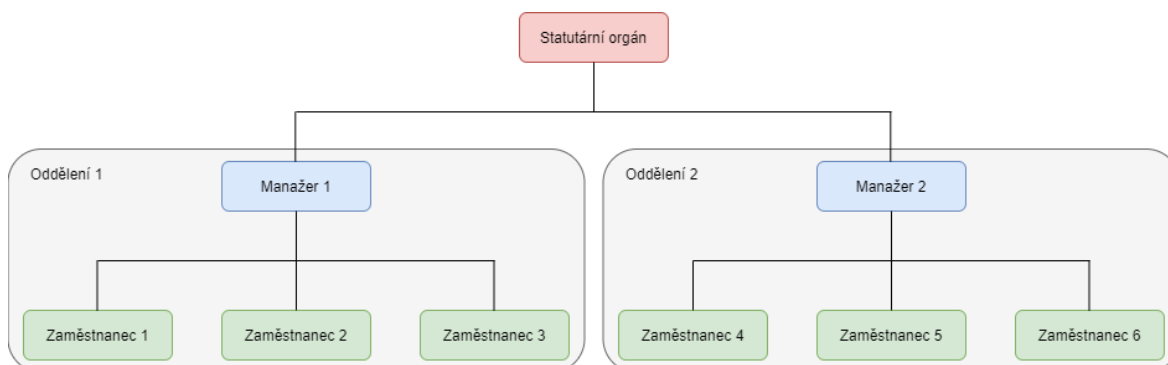 Statutární orgán
Oddělení 1
Manažer 1
Oddělení 2
Manažer 2
Zaměstnanec 1
Zaměstnanec 2
Zaměstnanec 3
Zaměstnanec 4
Zaměstnanec 5
Zaměstnanec 6